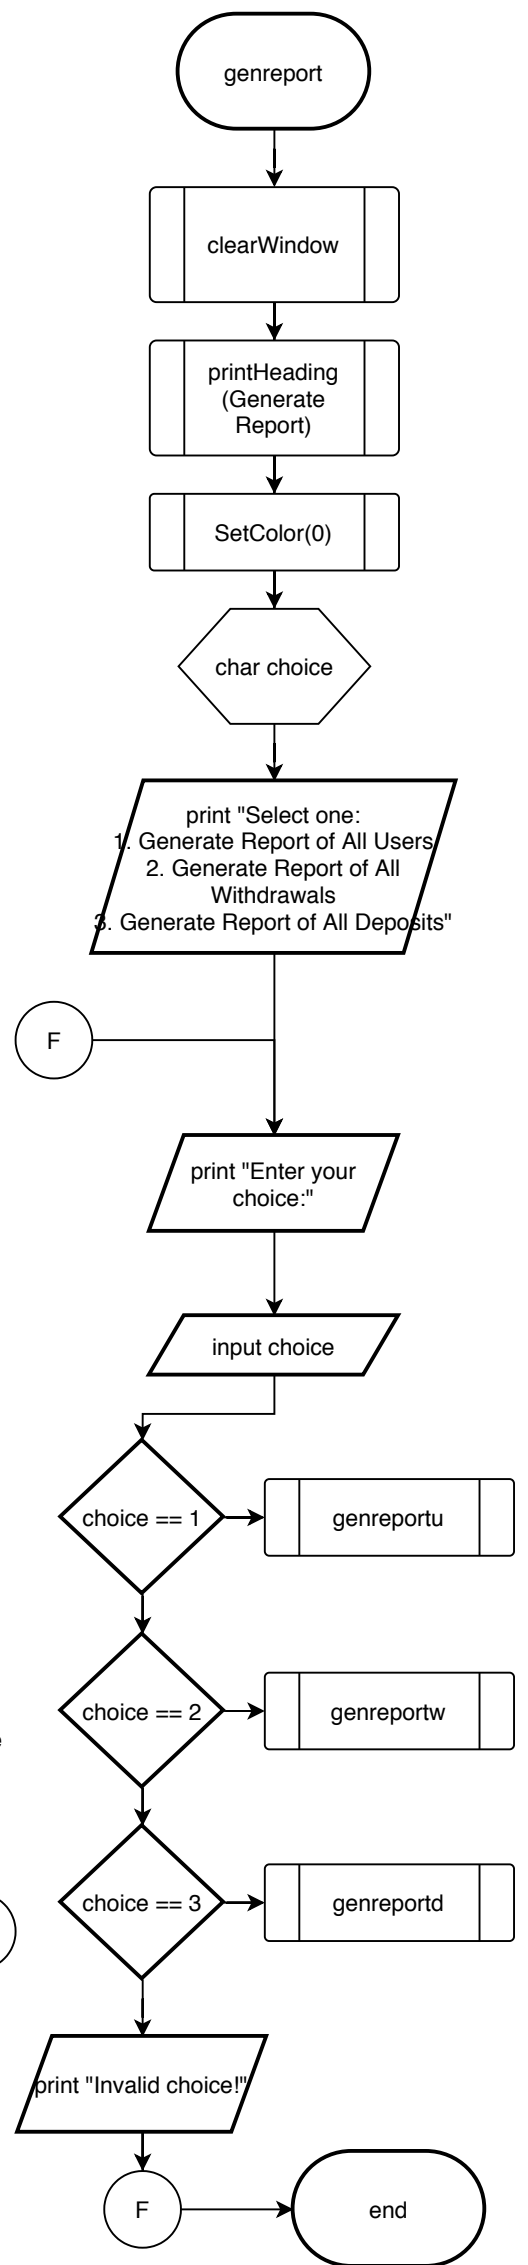 genreport
clearWindow
printHeading
(Generate
Report)
SetColor(0)
char choice
print "Select one:
1. Generate Report of All Users
2. Generate Report of All
Withdrawals
3. Generate Report of All Deposits"
F
print "Enter your
choice:"
input choice
choice == 1
genreportu
choice == 2
genreportw
e
choice == 3
genreportd
print "Invalid choice!"
F
end